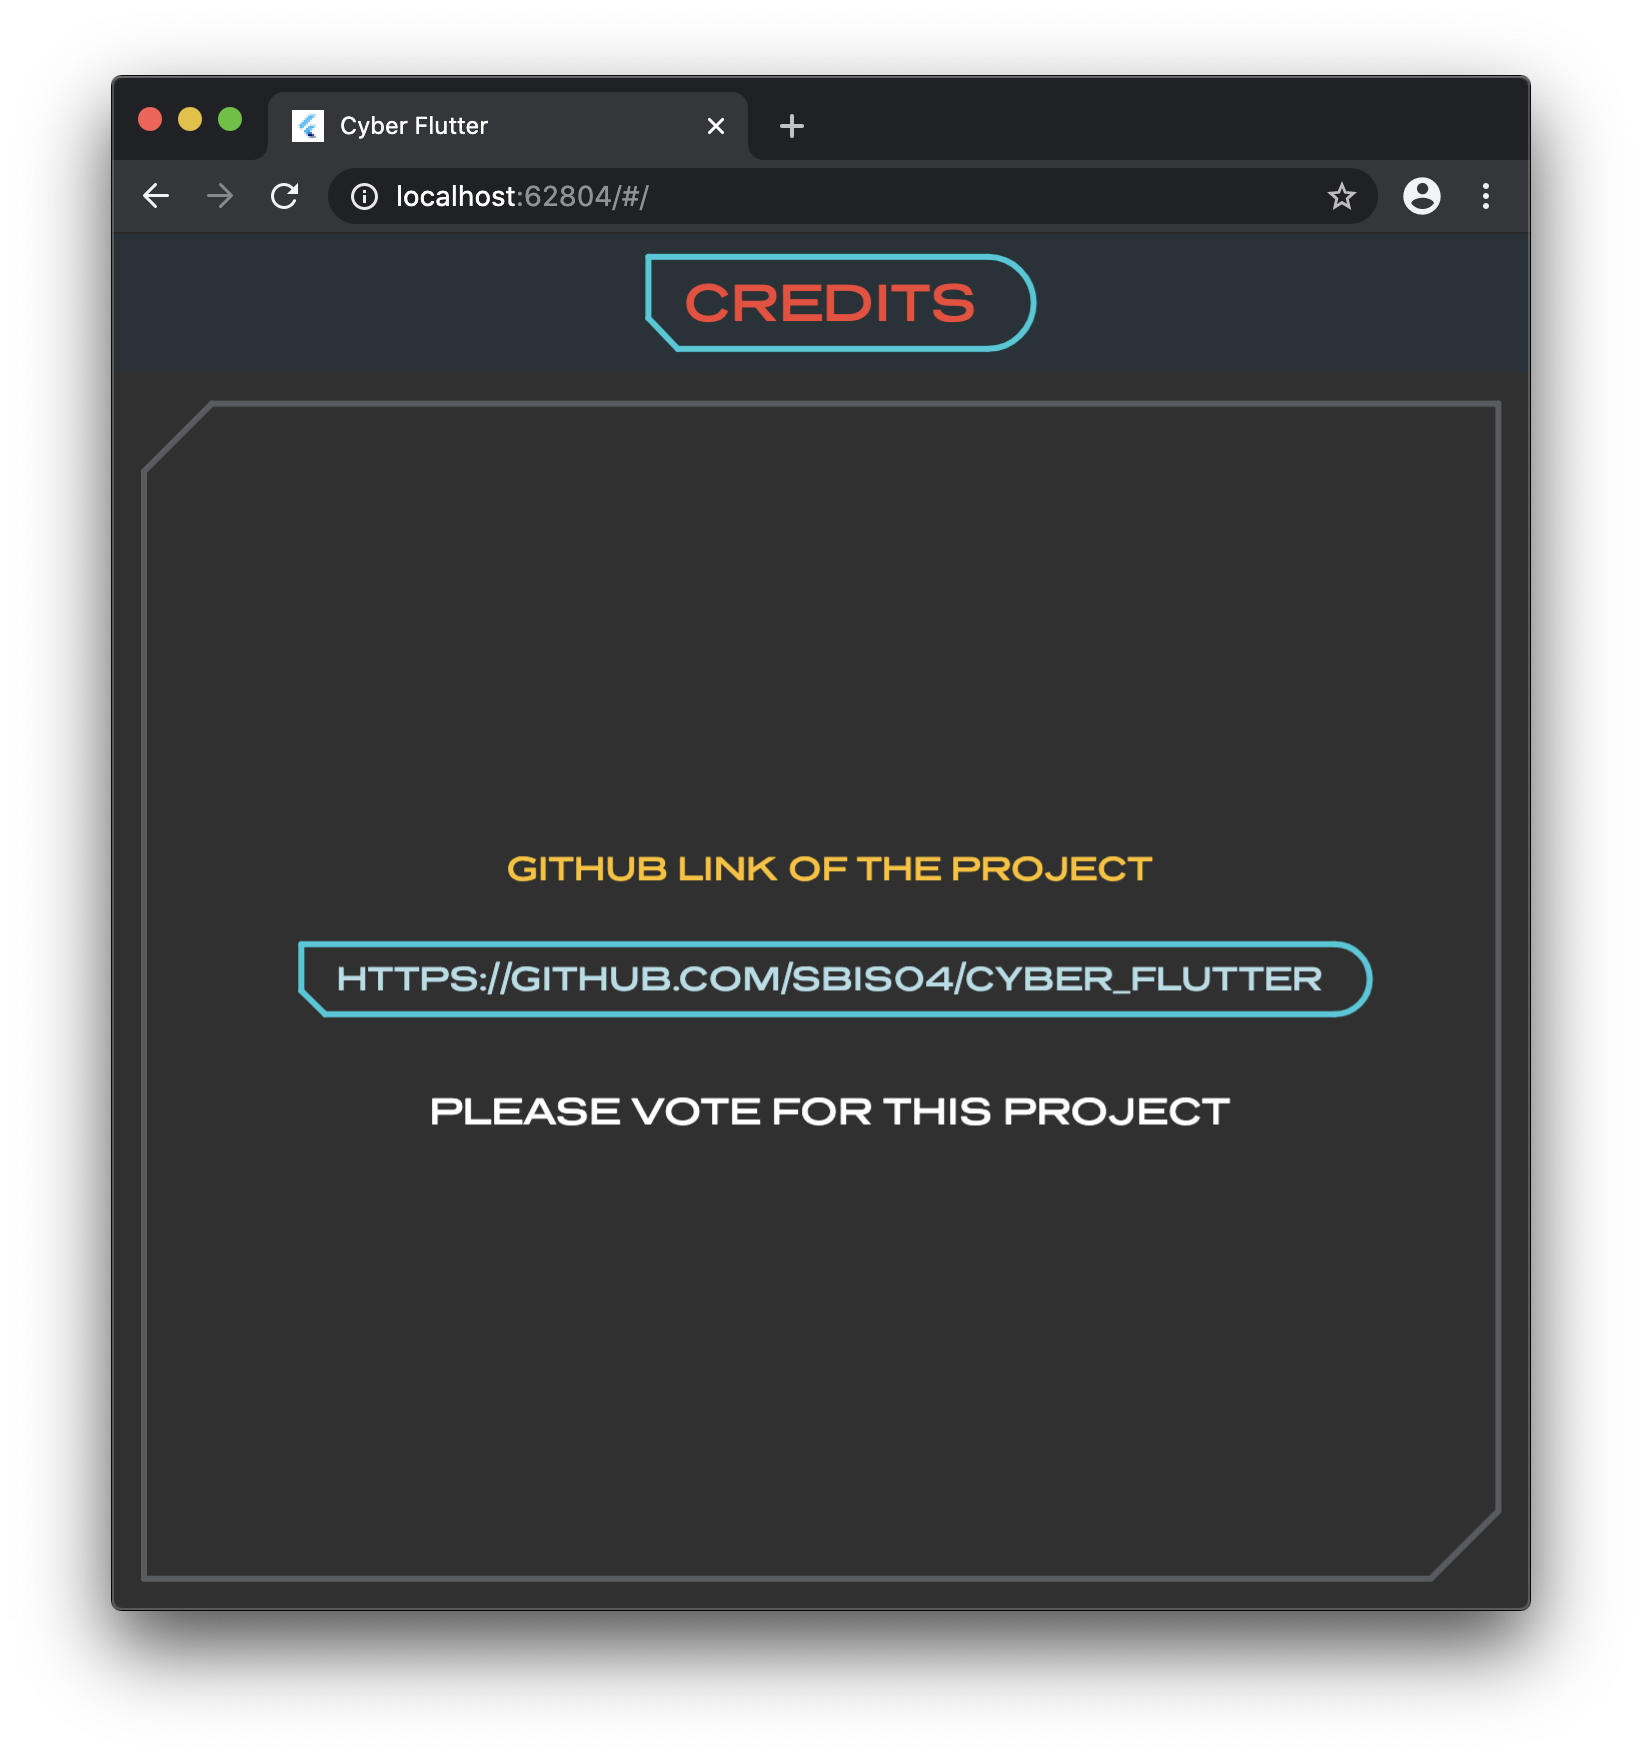 Cyber Flutter
localhost:62804/#/
CREDITS
GITHUB LINK OF THE PROJECT
HTTPS://GITHUB.COM/SBIS04/CYBER_FLUTTER
PLEASE VOTE FOR THIS PROJECT